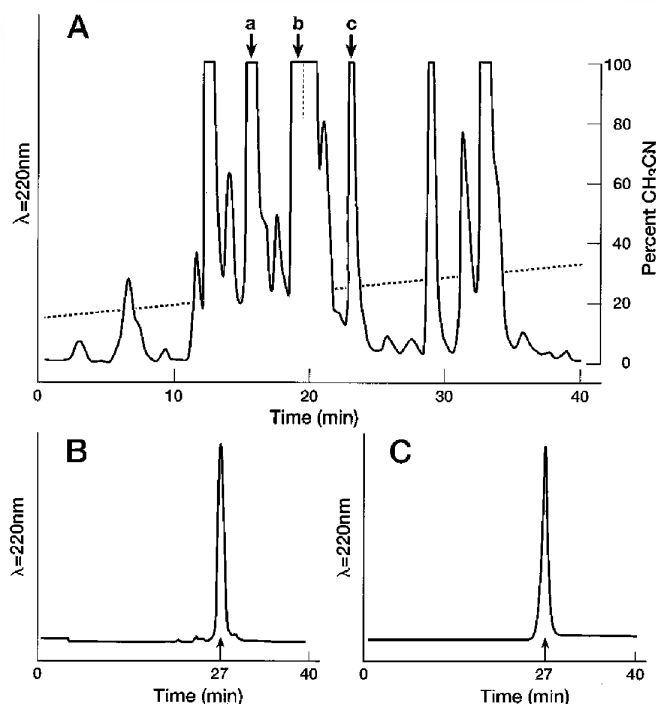 A
a b c
λ=220nm
100
80
60
40
20
0
Percent CH₃CN
0 10 20 30 40
Time (min)
B
λ=220nm
0 27 40
Time (min)
C
λ=220nm
0 27 40
Time (min)